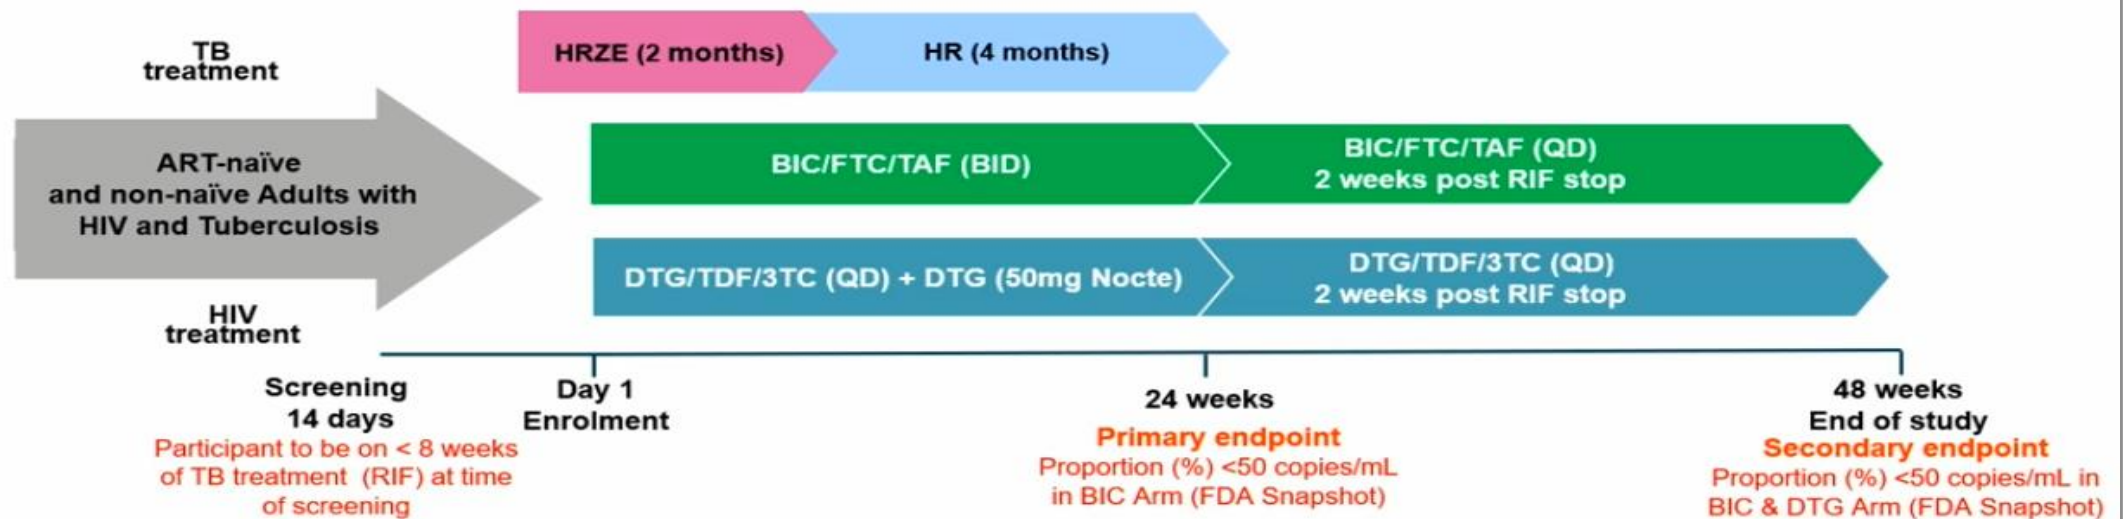 TB
treatment
HRZE (2 months)
HR (4 months)
ART-naïve
and non-naïve Adults with
HIV and Tuberculosis
BIC/FTC/TAF (BID)
BIC/FTC/TAF (QD)
2 weeks post RIF stop
DTG/TDF/3TC (QD) + DTG (50mg Nocte)
DTG/TDF/3TC (QD)
2 weeks post RIF stop
HIV
treatment
Screening
14 days
Participant to be on < 8 weeks
of TB treatment (RIF) at time
of screening
Day 1
Enrolment
24 weeks
Primary endpoint
Proportion (%) <50 copies/mL
in BIC Arm (FDA Snapshot)
48 weeks
End of study
Secondary endpoint
Proportion (%) <50 copies/mL in
BIC & DTG Arm (FDA Snapshot)